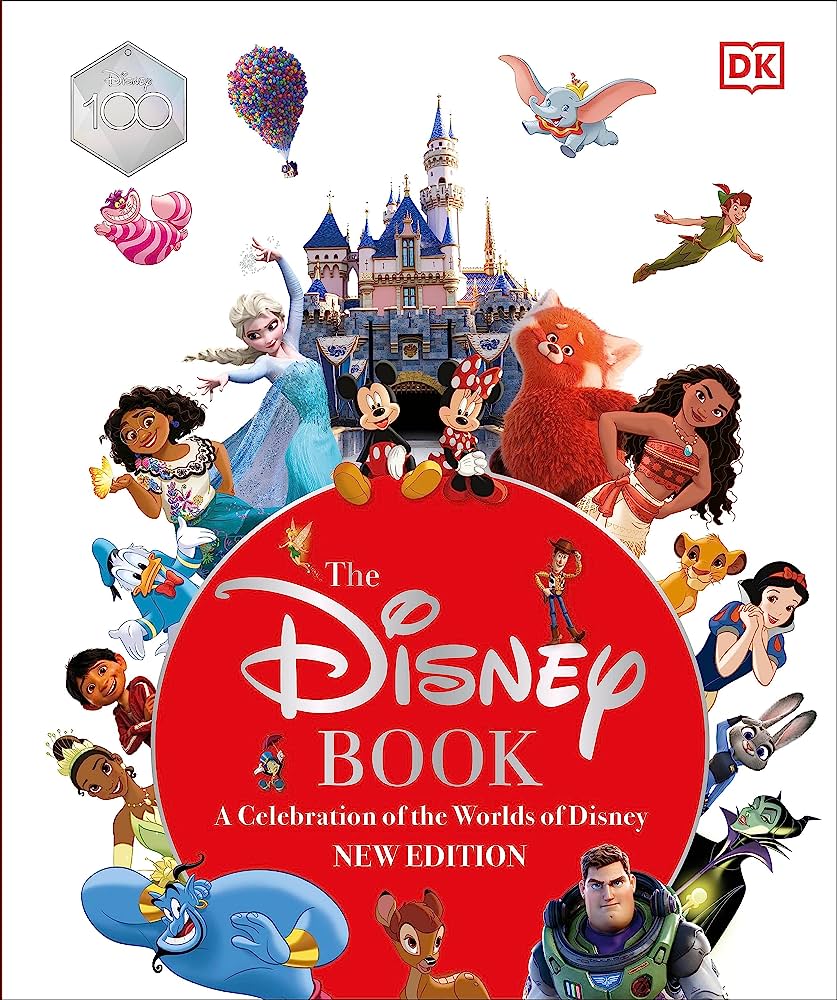 Disney
100
DK
The
Disney
BOOK
A Celebration of the Worlds of Disney
NEW EDITION